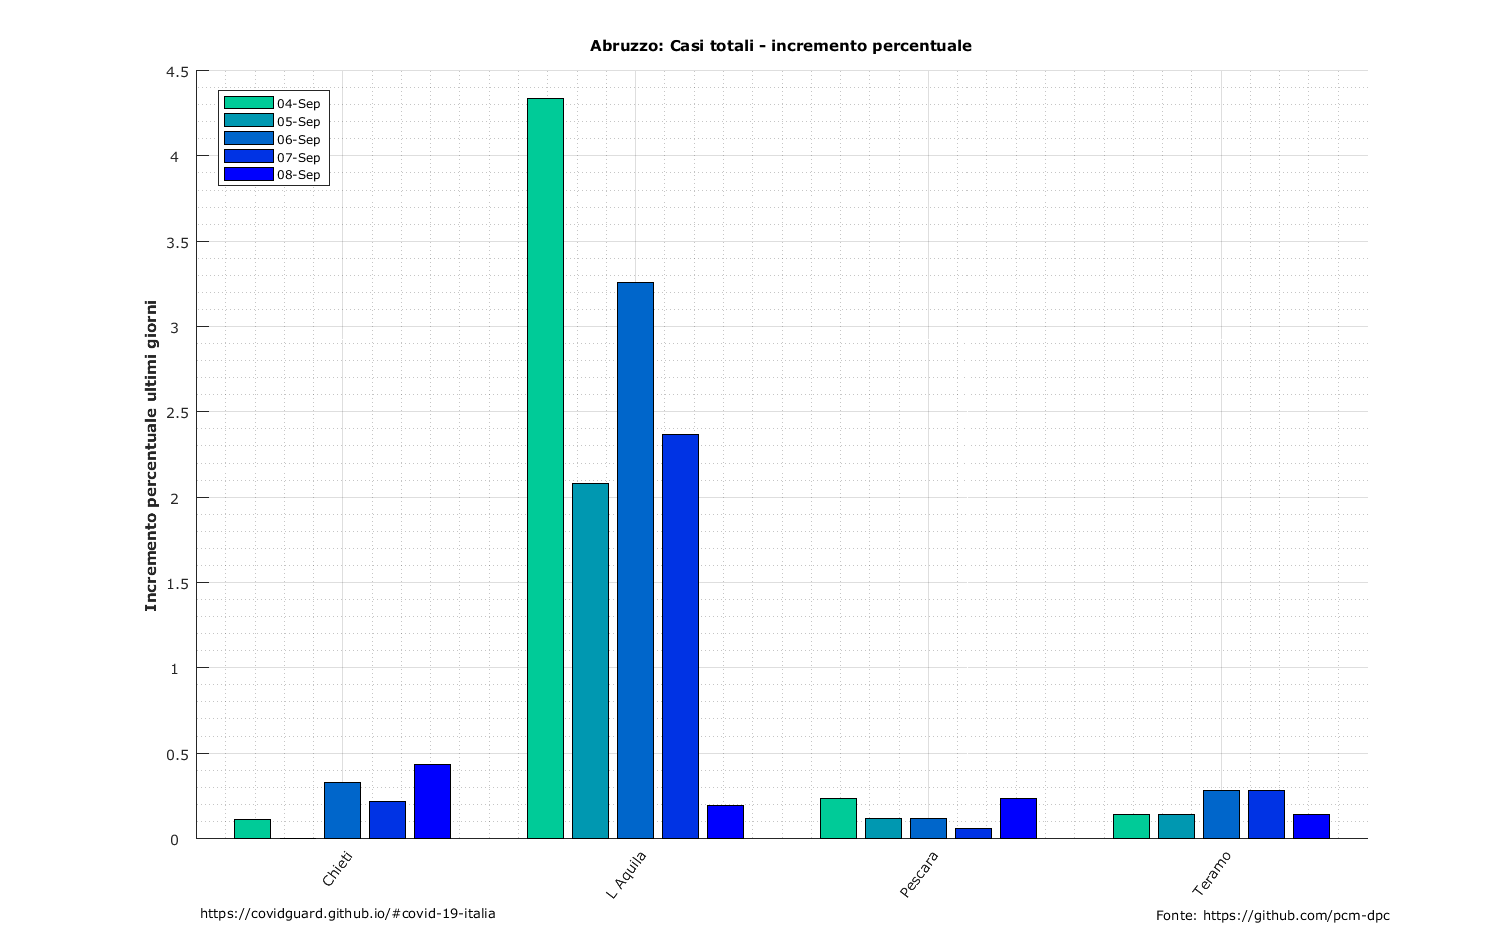 Abruzzo: Casi totali - incremento percentuale
4.5
4
3.5
3
2.5
2
1.5
1
0.5
0
04-Sep
05-Sep
06-Sep
07-Sep
08-Sep
Incremento percentuale ultimi giorni
Chieti
L Aquila
Pescara
Teramo
https://covidguard.github.io/#covid-19-italia
Fonte: https://github.com/pcm-dpc